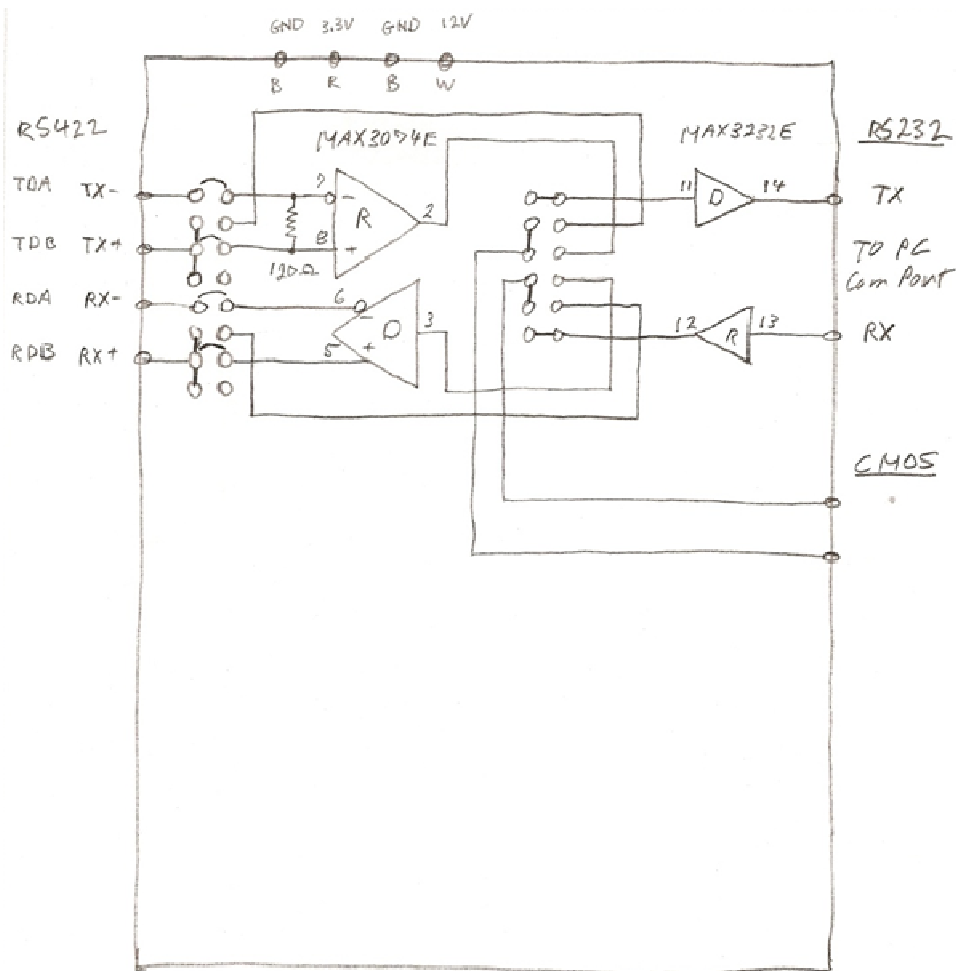 GND 3.3V GND 12V
B R B W
RS422
MAX3074E
MAX3232E
RS232
TDA TX-
7 -
R
2
11 D 14
TX
TDB TX+
8 +
120Ω
TO PC
Com Port
RDA RX-
6 -
D
3
12 R 13
RX
RDB RX+
5 +
CMOS